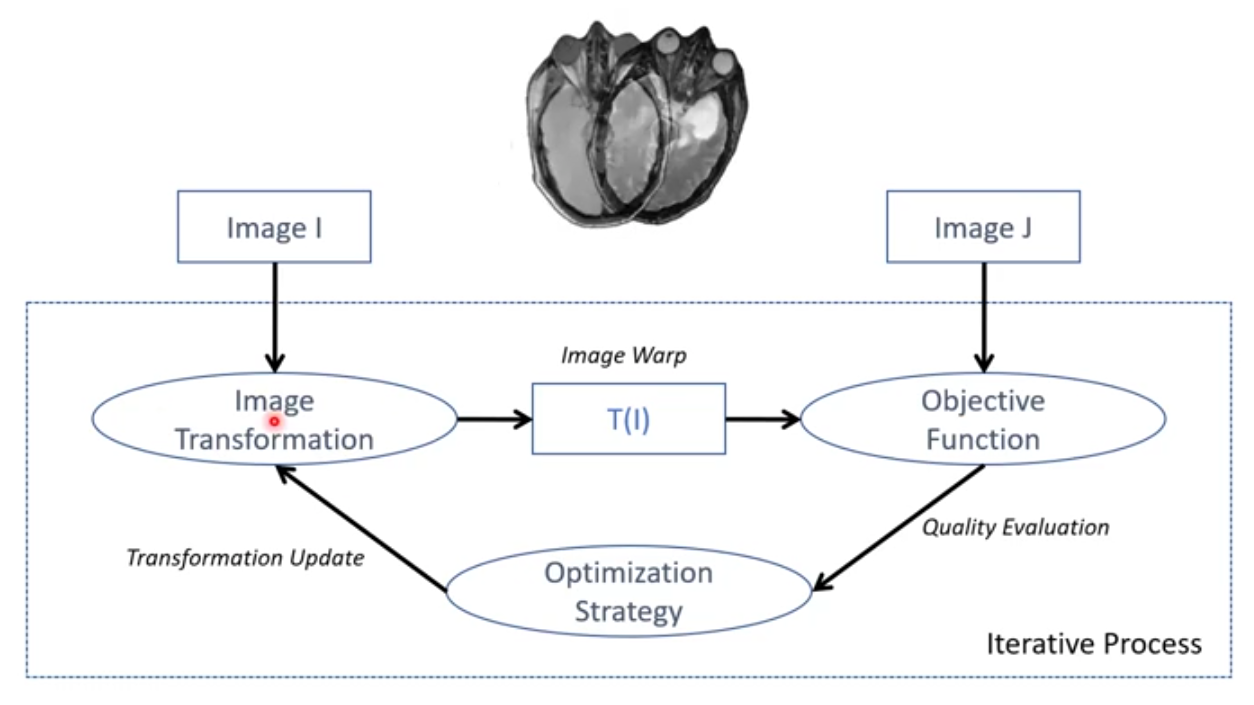 Image I
Image J
Image Warp
Image
Transformation
T(I)
Objective
Function
Quality Evaluation
Transformation Update
Optimization
Strategy
Iterative Process